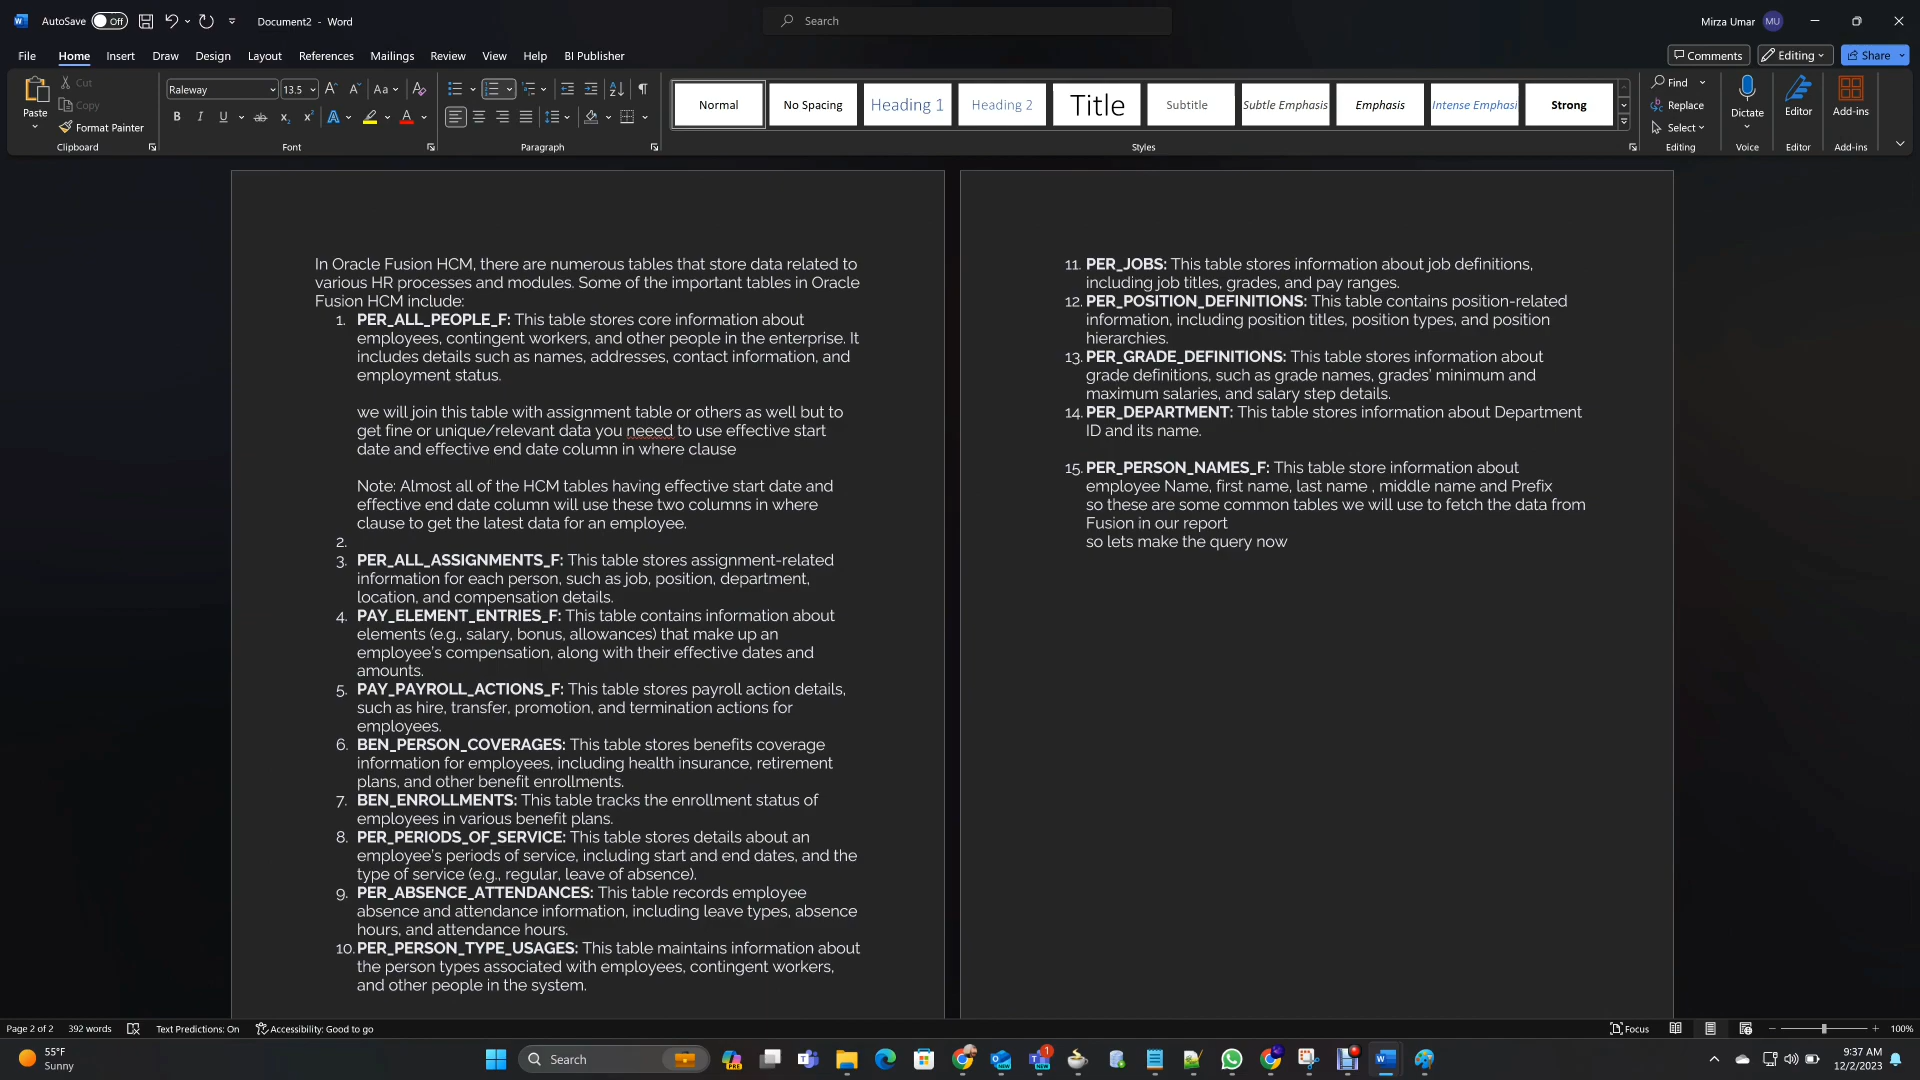 AutoSave Off Document2 - Word Search Mirza Umar MU
File Home Insert Draw Design Layout References Mailings Review View Help BI Publisher Comments Editing Share
Paste Cut Copy Format Painter
Raleway 13.5
Normal No Spacing Heading 1 Heading 2 Title Subtitle Subtle Emphasis Emphasis Intense Emphasi Strong
Find Replace Select
Dictate Editor Add-ins
Clipboard Font Paragraph Styles Editing Voice Editor Add-ins
In Oracle Fusion HCM, there are numerous tables that store data related to
various HR processes and modules. Some of the important tables in Oracle
Fusion HCM include:
1. PER_ALL_PEOPLE_F: This table stores core information about
employees, contingent workers, and other people in the enterprise. It
includes details such as names, addresses, contact information, and
employment status.
we will join this table with assignment table or others as well but to
get fine or unique/relevant data you neeed to use effective start
date and effective end date column in where clause
Note: Almost all of the HCM tables having effective start date and
effective end date column will use these two columns in where
clause to get the latest data for an employee.
2.
3. PER_ALL_ASSIGNMENTS_F: This table stores assignment-related
information for each person, such as job, position, department,
location, and compensation details.
4. PAY_ELEMENT_ENTRIES_F: This table contains information about
elements (e.g., salary, bonus, allowances) that make up an
employee's compensation, along with their effective dates and
amounts.
5. PAY_PAYROLL_ACTIONS_F: This table stores payroll action details,
such as hire, transfer, promotion, and termination actions for
employees.
6. BEN_PERSON_COVERAGES: This table stores benefits coverage
information for employees, including health insurance, retirement
plans, and other benefit enrollments.
7. BEN_ENROLLMENTS: This table tracks the enrollment status of
employees in various benefit plans.
8. PER_PERIODS_OF_SERVICE: This table stores details about an
employee's periods of service, including start and end dates, and the
type of service (e.g., regular, leave of absence).
9. PER_ABSENCE_ATTENDANCES: This table records employee
absence and attendance information, including leave types, absence
hours, and attendance hours.
10. PER_PERSON_TYPE_USAGES: This table maintains information about
the person types associated with employees, contingent workers,
and other people in the system.
11. PER_JOBS: This table stores information about job definitions,
including job titles, grades, and pay ranges.
12. PER_POSITION_DEFINITIONS: This table contains position-related
information, including position titles, position types, and position
hierarchies.
13. PER_GRADE_DEFINITIONS: This table stores information about
grade definitions, such as grade names, grades' minimum and
maximum salaries, and salary step details.
14. PER_DEPARTMENT: This table stores information about Department
ID and its name.
15. PER_PERSON_NAMES_F: This table store information about
employee Name, first name, last name , middle name and Prefix
so these are some common tables we will use to fetch the data from
Fusion in our report
so lets make the query now
Page 2 of 2 392 words Text Predictions: On Accessibility: Good to go Focus 100%
55°F
Sunny
Search
9:37 AM
12/2/2023